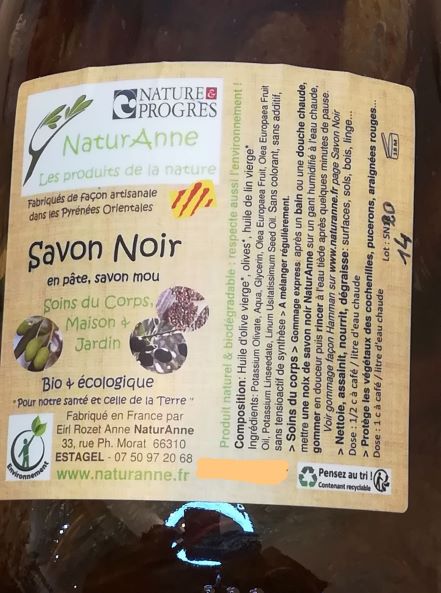 NATURE &
PROGRÈS
NaturAnne
Les produits de la nature
Fabriqués de façon artisanale
dans les Pyrénées Orientales
Savon Noir
en pâte, savon mou
Soins du Corps,
Maison &
Jardin
Bio & écologique
"Pour notre santé et celle de la Terre"
Environnement
Fabriqué en France par
Eirl Rozet Anne NaturAnne
33, rue Ph. Morat 66310
ESTAGEL - 07 50 97 20 68
www.naturanne.fr
Produit naturel & biodégradable - respecte aussi l'environnement !
Composition: Huile d'olive vierge*, olives*, huile de lin vierge*
Ingrédients: Potassium Olivate, Aqua, Glycerin, Olea Europaea Fruit
Oil, Potassium Linseedate, Linum Usitatissimum Seed Oil. Sans colorant, sans additif,
sans tensioactif de synthèse > A mélanger régulièrement.
> Soins du corps > Gommage express après un bain ou une douche chaude,
mettre une noix de savon noir NaturAnne sur un gant humidifié à l'eau chaude,
gommer en douceur puis rincer à l'eau tiède après quelques minutes de pause.
Voir gommage façon Hammam sur www.naturanne.fr page Savon Noir
> Nettoie, assainit, nourrit, dégraisse: surfaces, sols, bois, linge...
Dose : 1/2 c à café / litre d'eau chaude
> Protège les végétaux des cochenilles, pucerons, araignées rouges...
Dose : 1 c à café / litre d'eau chaude
Lot : SN
14
Pensez au tri !
Contenant recyclable